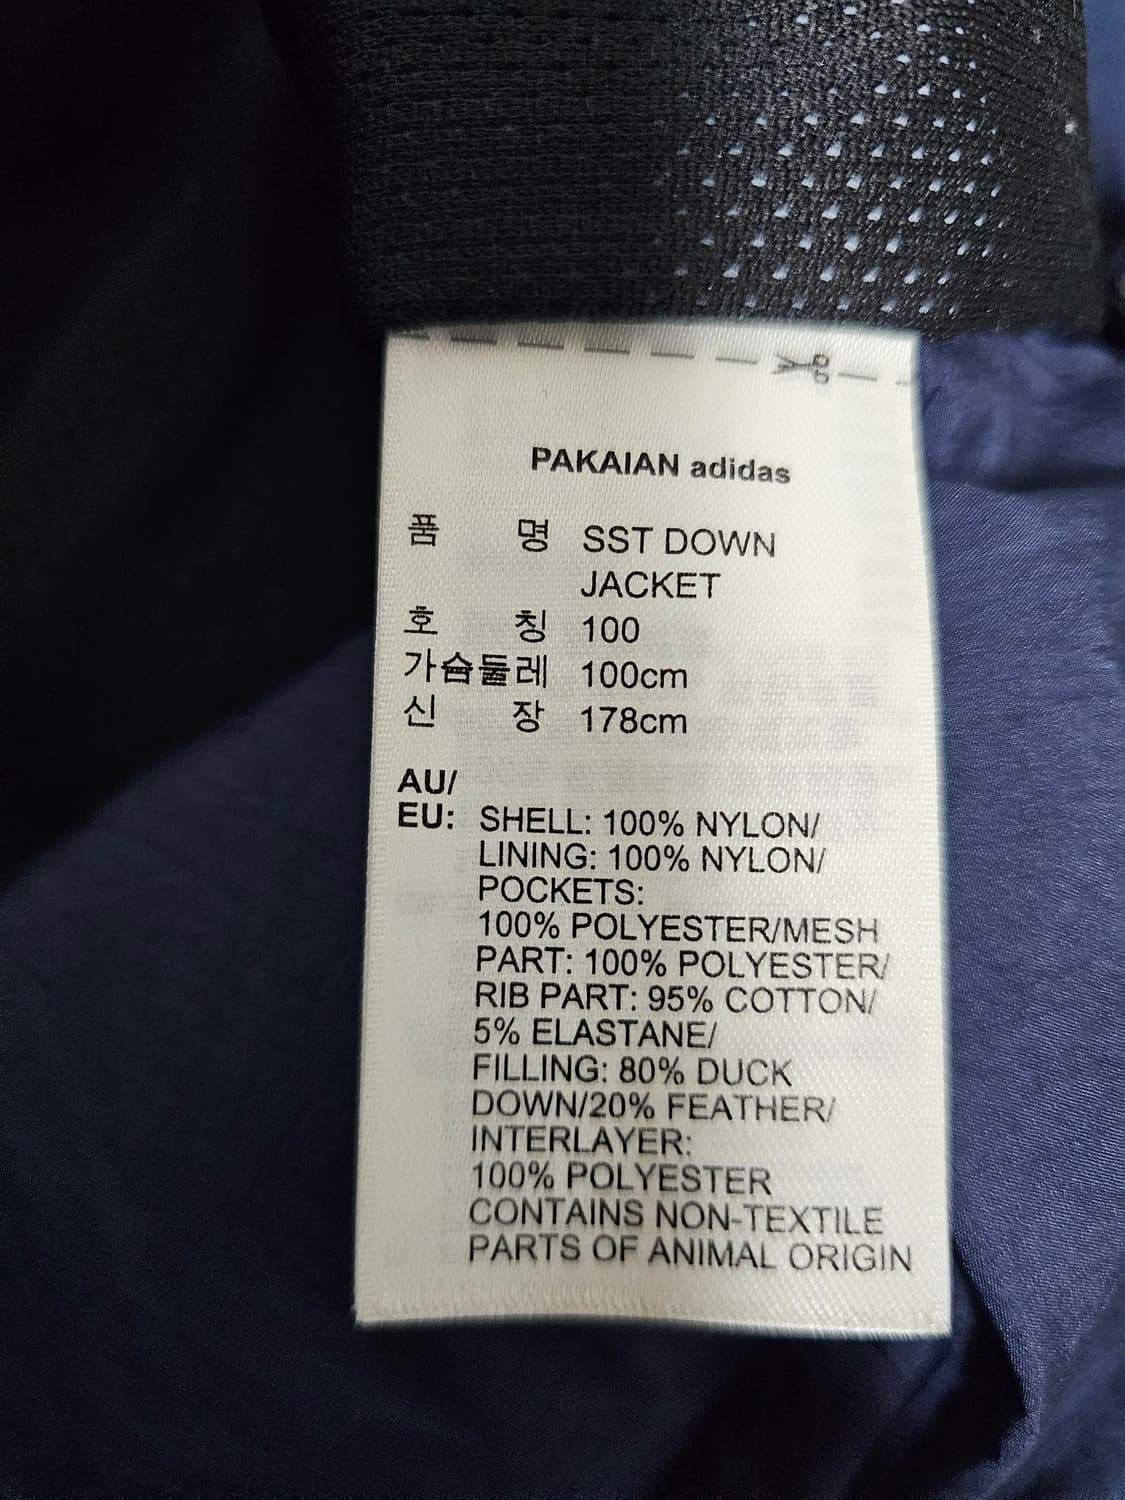 PAKAIAN adidas
품 명 SST DOWN
JACKET
호 칭 100
가슴둘레 100cm
신 장 178cm
AU/
EU: SHELL: 100% NYLON/
LINING: 100% NYLON/
POCKETS:
100% POLYESTER/MESH
PART: 100% POLYESTER/
RIB PART: 95% COTTON/
5% ELASTANE/
FILLING: 80% DUCK
DOWN/20% FEATHER/
INTERLAYER:
100% POLYESTER
CONTAINS NON-TEXTILE
PARTS OF ANIMAL ORIGIN